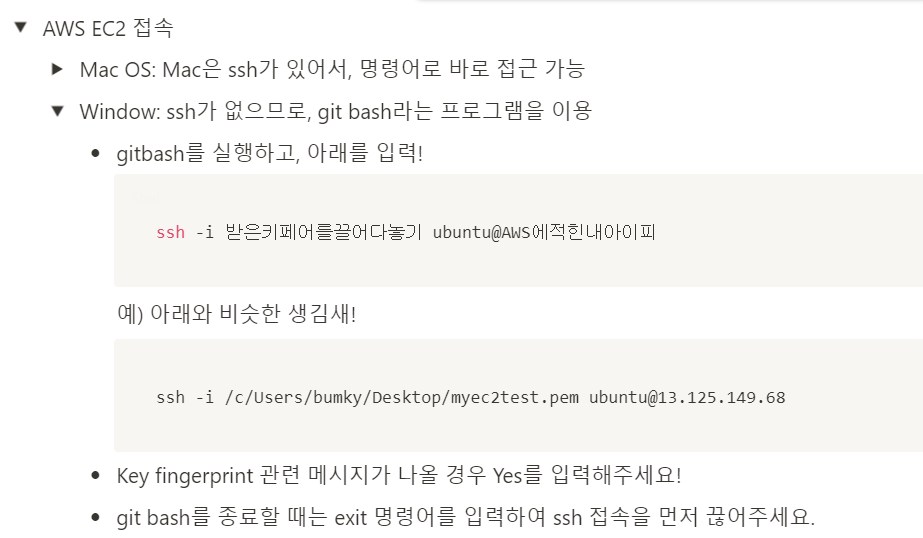 AWS EC2 접속
Mac OS: Mac은 ssh가 있어서, 명령어로 바로 접근 가능
Window: ssh가 없으므로, git bash라는 프로그램을 이용
gitbash를 실행하고, 아래를 입력!
ssh -i 받은키페어를끌어다놓기 ubuntu@AWS에적힌내아이피
예) 아래와 비슷한 생김새!
ssh -i /c/Users/bumky/Desktop/myec2test.pem ubuntu@13.125.149.68
Key fingerprint 관련 메시지가 나올 경우 Yes를 입력해주세요!
git bash를 종료할 때는 exit 명령어를 입력하여 ssh 접속을 먼저 끊어주세요.